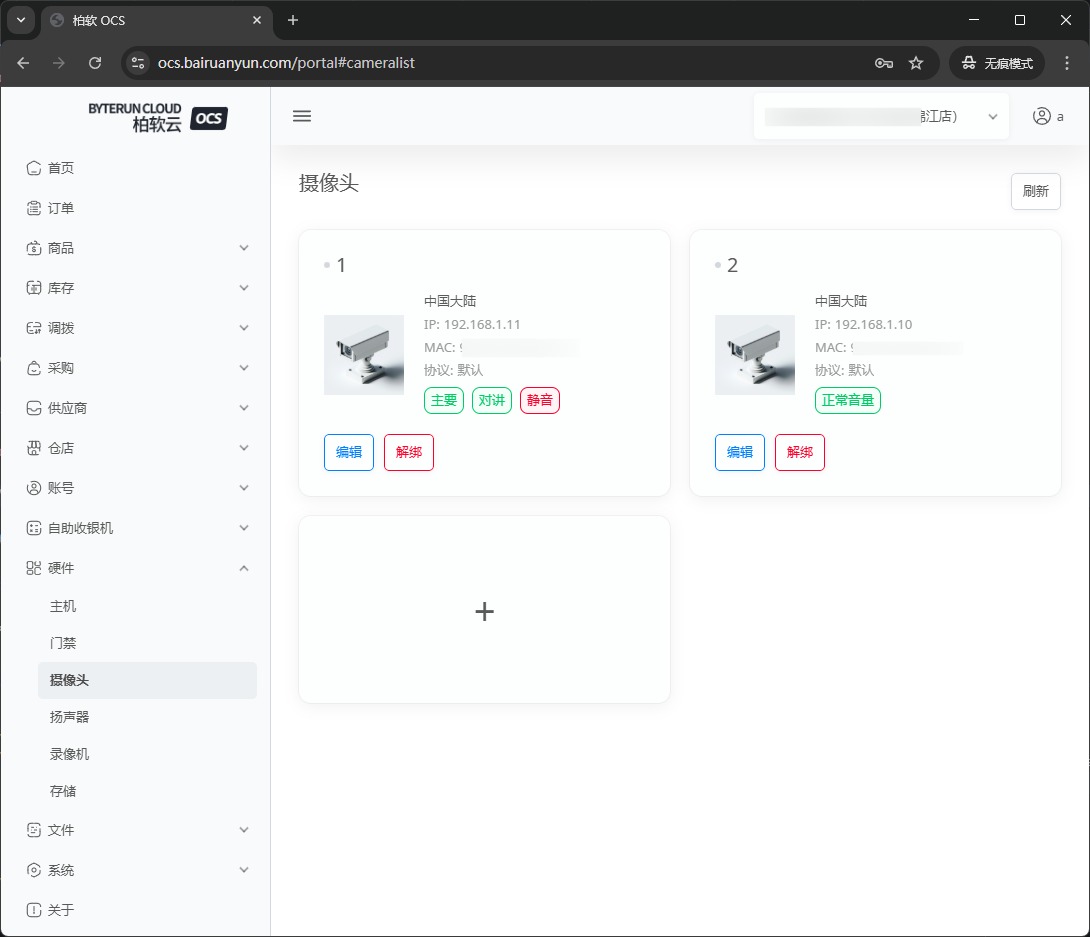 柏软 OCS
ocs.bairuanyun.com/portal#cameralist
无痕模式
BYTERUN CLOUD
柏软云 OCS
江店)
a
首页
订单
商品
库存
调拨
采购
供应商
仓店
账号
自助收银机
硬件
主机
门禁
摄像头
扬声器
录像机
存储
文件
系统
关于
摄像头
刷新
1
中国大陆
IP: 192.168.1.11
MAC:
协议: 默认
主要 对讲 静音
编辑 解绑
2
中国大陆
IP: 192.168.1.10
MAC:
协议: 默认
正常音量
编辑 解绑